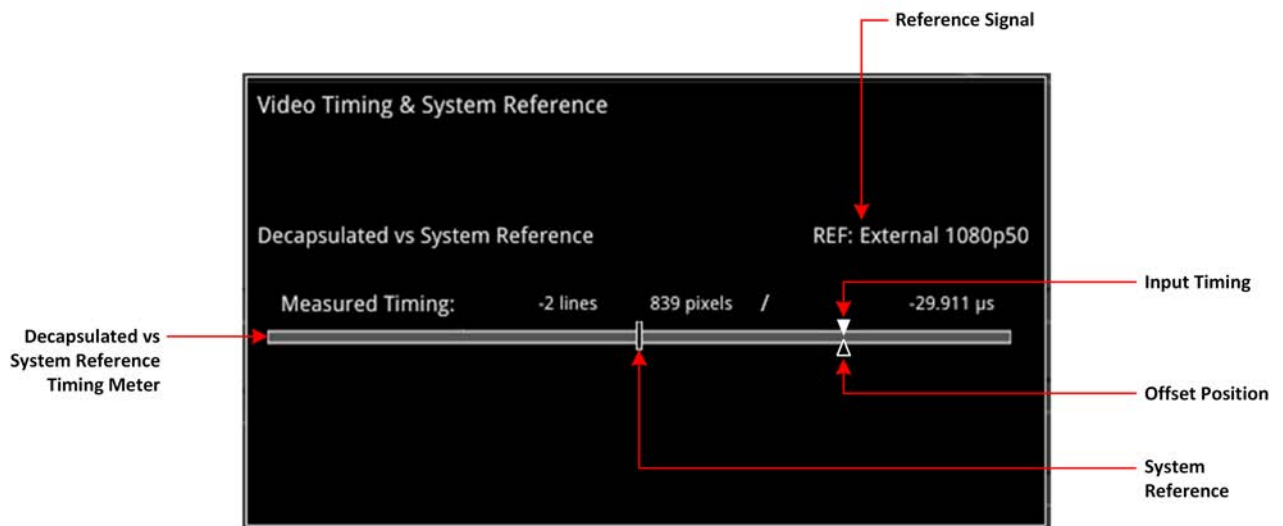 Reference Signal
Video Timing & System Reference
Decapsulated vs System Reference REF: External 1080p50
Input Timing
Measured Timing: -2 lines 839 pixels / -29.911 µs
Decapsulated vs
System Reference
Timing Meter
Offset Position
System
Reference